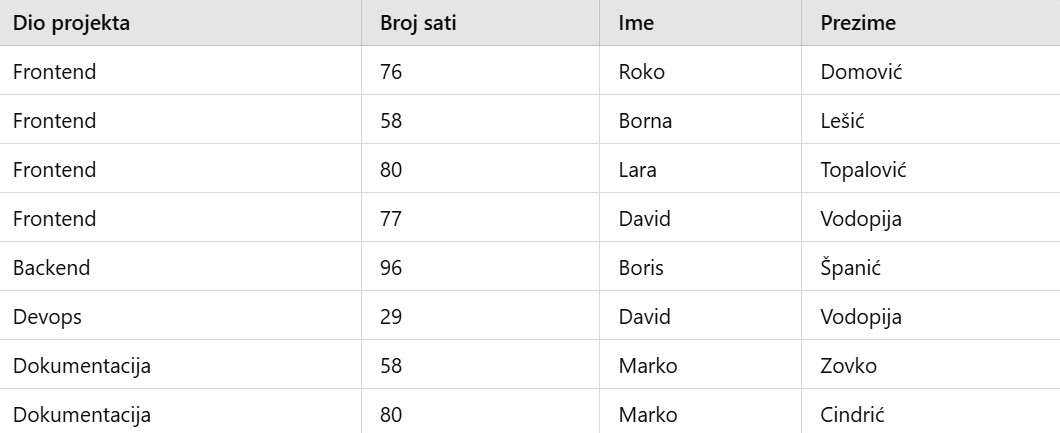 Dio projekta Broj sati Ime Prezime
Frontend 76 Roko Domović
Frontend 58 Borna Lešić
Frontend 80 Lara Topalović
Frontend 77 David Vodopija
Backend 96 Boris Španić
Devops 29 David Vodopija
Dokumentacija 58 Marko Zovko
Dokumentacija 80 Marko Cindrić